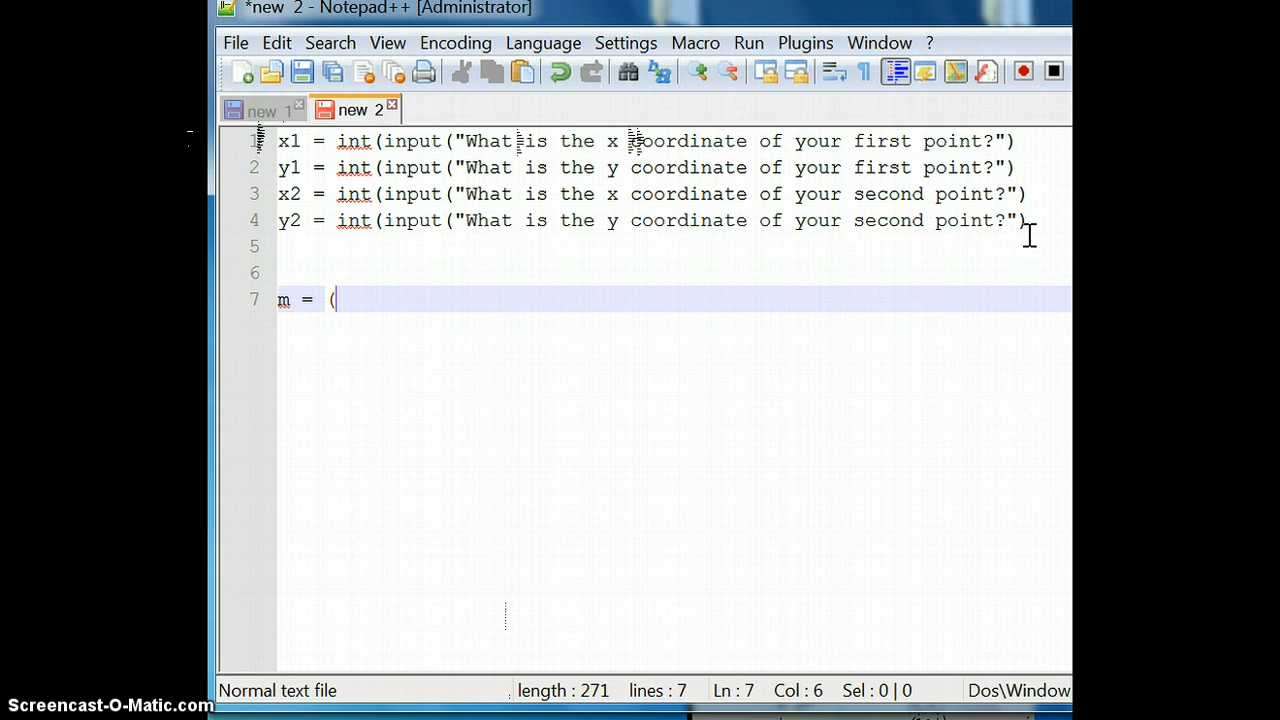 *new 2 - Notepad++ [Administrator]
File Edit Search View Encoding Language Settings Macro Run Plugins Window ?
new 1 new 2
1 x1 = int(input("What is the x coordinate of your first point?")
2 y1 = int(input("What is the y coordinate of your first point?")
3 x2 = int(input("What is the x coordinate of your second point?")
4 y2 = int(input("What is the y coordinate of your second point?")
5
6
7 m = (
Normal text file length : 271 lines : 7 Ln : 7 Col : 6 Sel : 0 | 0 Dos\Window
Screencast-O-Matic.com